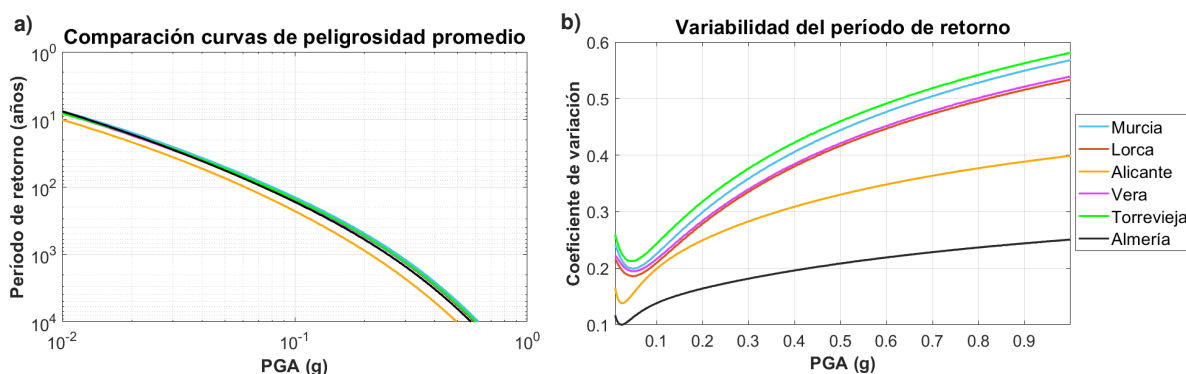 a)
Comparación curvas de peligrosidad promedio
Período de retorno (años)
10^0
10^1
10^2
10^3
10^4
10^-2
10^-1
10^0
PGA (g)
b)
Variabilidad del período de retorno
Coeficiente de variación
0.6
0.5
0.4
0.3
0.2
0.1
0.1 0.2 0.3 0.4 0.5 0.6 0.7 0.8 0.9
PGA (g)
Murcia
Lorca
Alicante
Vera
Torrevieja
Almería